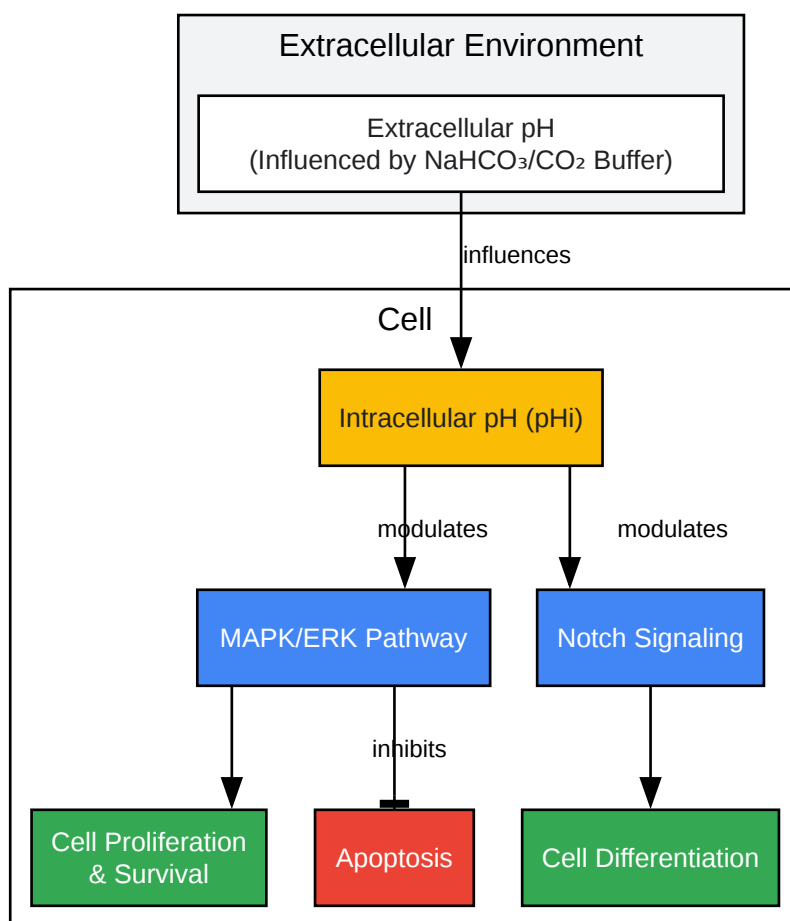 Extracellular Environment
Extracellular pH
(Influenced by NaHCO₃/CO₂ Buffer)
influences
Cell
Intracellular pH (pHi)
modulates
modulates
MAPK/ERK Pathway
Notch Signaling
inhibits
Cell Proliferation
& Survival
Apoptosis
Cell Differentiation